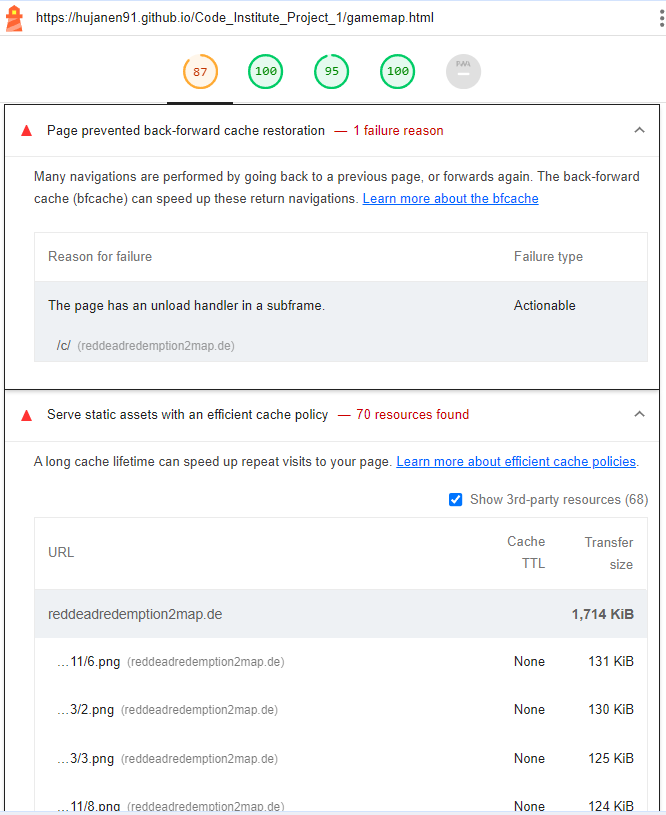 https://hujanen91.github.io/Code_Institute_Project_1/gamemap.html
87 100 95 100 PWA
Page prevented back-forward cache restoration — 1 failure reason
Many navigations are performed by going back to a previous page, or forwards again. The back-forward
cache (bfcache) can speed up these return navigations. Learn more about the bfcache
Reason for failure Failure type
The page has an unload handler in a subframe. Actionable
/c/ (reddeadredemption2map.de)
Serve static assets with an efficient cache policy — 70 resources found
A long cache lifetime can speed up repeat visits to your page. Learn more about efficient cache policies.
Show 3rd-party resources (68)
URL Cache TTL Transfer size
reddeadredemption2map.de 1,714 KiB
…11/6.png (reddeadredemption2map.de) None 131 KiB
…3/2.png (reddeadredemption2map.de) None 130 KiB
…3/3.png (reddeadredemption2map.de) None 125 KiB
…11/8.png (reddeadredemption2map.de) None 124 KiB